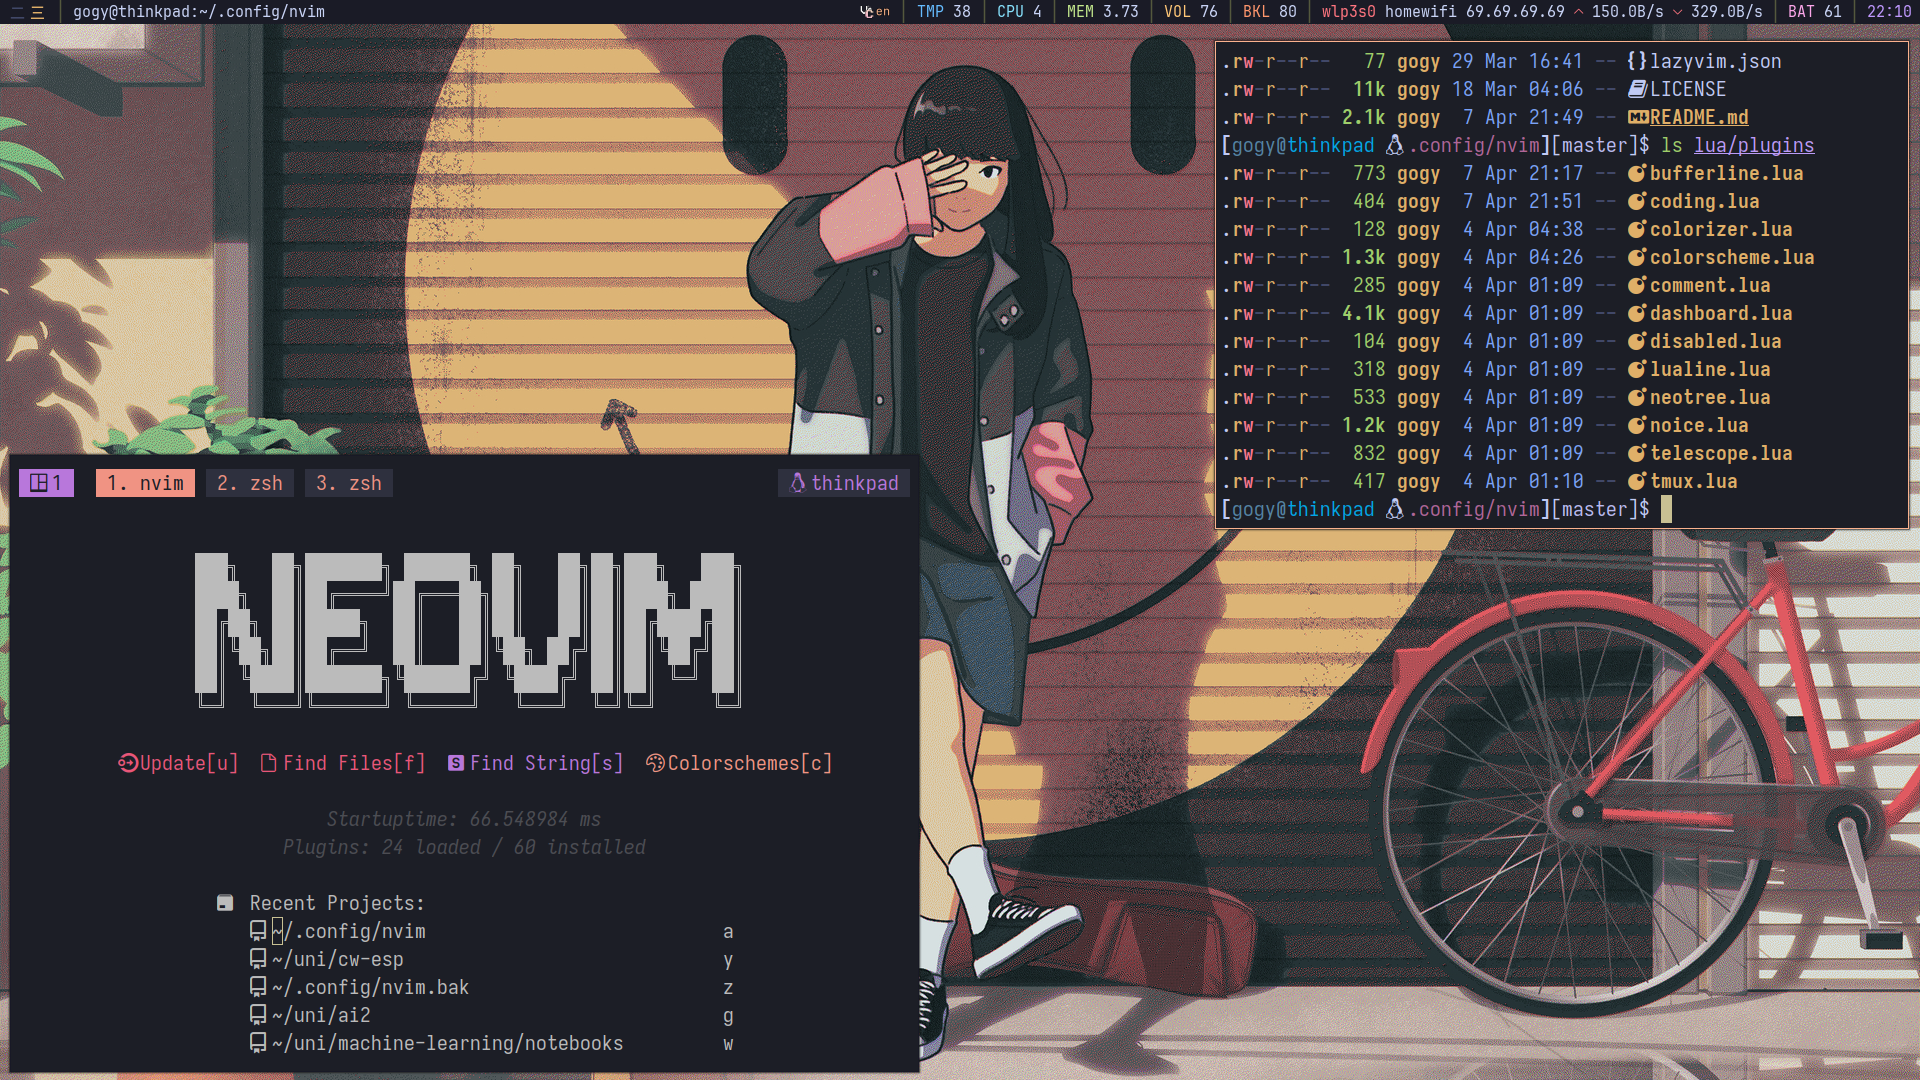 二 三 gogy@thinkpad:~/.config/nvim en TMP 38 CPU 4 MEM 3.73 VOL 76 BKL 80 wlp3s0 homewifi 69.69.69.69 150.0B/s 329.0B/s BAT 61 22:10
.rw-r--r-- 77 gogy 29 Mar 16:41 -- {}lazyvim.json
.rw-r--r-- 11k gogy 18 Mar 04:06 -- LICENSE
.rw-r--r-- 2.1k gogy 7 Apr 21:49 -- README.md
[gogy@thinkpad .config/nvim][master]$ ls lua/plugins
.rw-r--r-- 773 gogy 7 Apr 21:17 -- bufferline.lua
.rw-r--r-- 404 gogy 7 Apr 21:51 -- coding.lua
.rw-r--r-- 128 gogy 4 Apr 04:38 -- colorizer.lua
.rw-r--r-- 1.3k gogy 4 Apr 04:26 -- colorscheme.lua
.rw-r--r-- 285 gogy 4 Apr 01:09 -- comment.lua
.rw-r--r-- 4.1k gogy 4 Apr 01:09 -- dashboard.lua
.rw-r--r-- 104 gogy 4 Apr 01:09 -- disabled.lua
.rw-r--r-- 318 gogy 4 Apr 01:09 -- lualine.lua
.rw-r--r-- 533 gogy 4 Apr 01:09 -- neotree.lua
.rw-r--r-- 1.2k gogy 4 Apr 01:09 -- noice.lua
.rw-r--r-- 832 gogy 4 Apr 01:09 -- telescope.lua
.rw-r--r-- 417 gogy 4 Apr 01:10 -- tmux.lua
[gogy@thinkpad .config/nvim][master]$
1 1. nvim 2. zsh 3. zsh thinkpad
NEOVIM
Update[u] Find Files[f] Find String[s] Colorschemes[c]
Startuptime: 66.548984 ms
Plugins: 24 loaded / 60 installed
Recent Projects:
~/.config/nvim a
~/uni/cw-esp y
~/.config/nvim.bak z
~/uni/ai2 g
~/uni/machine-learning/notebooks w